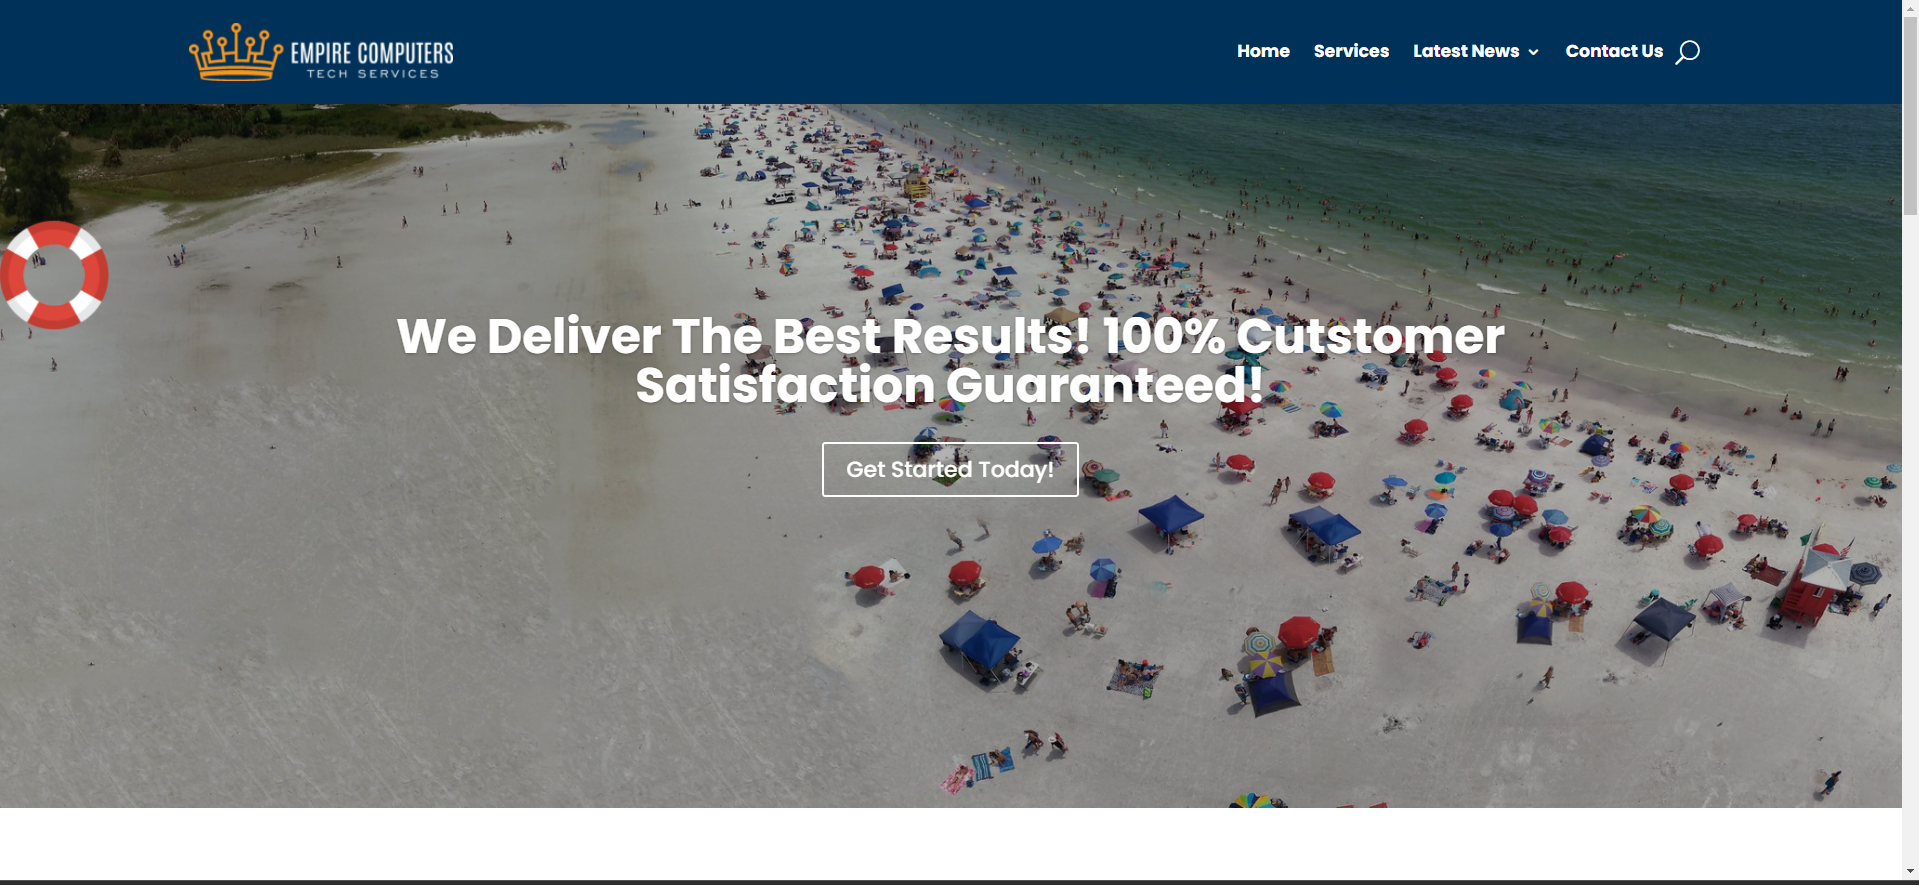 EMPIRE COMPUTERS
TECH SERVICES
Home Services Latest News Contact Us
We Deliver The Best Results! 100% Cutstomer
Satisfaction Guaranteed!
Get Started Today!